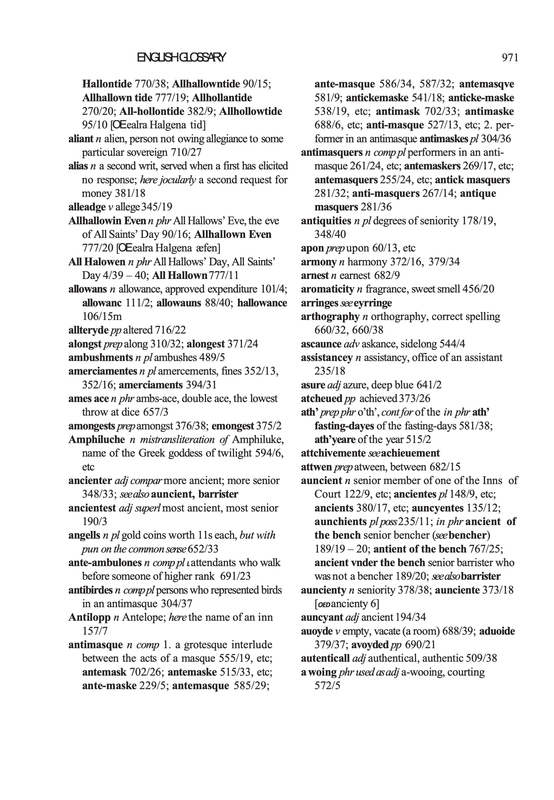 ENGLISH GLOSSARY 971
Hallontide 770/38; Allhallowntide 90/15;
Allhallown tide 777/19; Allhollantide
270/20; All-hollontide 382/9; Allhollowtide
95/10 [OE ealra Halgena tid]
aliant n alien, person not owing allegiance to some
particular sovereign 710/27
alias n a second writ, served when a first has elicited
no response; here jocularly a second request for
money 381/18
alleadge v allege 345/19
Allhallowin Even n phr All Hallows' Eve, the eve
of All Saints' Day 90/16; Allhallown Even
777/20 [OE ealra Halgena æfen]
All Halowen n phr All Hallows' Day, All Saints'
Day 4/39 – 40; All Hallown 777/11
allowans n allowance, approved expenditure 101/4;
allowanc 111/2; allowauns 88/40; hallowance
106/15m
allteryde pp altered 716/22
alongst prep along 310/32; alongest 371/24
ambushments n pl ambushes 489/5
amerciamentes n pl amercements, fines 352/13,
352/16; amerciaments 394/31
ames ace n phr ambs-ace, double ace, the lowest
throw at dice 657/3
amongests prep amongst 376/38; emongest 375/2
Amphiluche n mistransliteration of Amphiluke,
name of the Greek goddess of twilight 594/6,
etc
ancienter adj compar more ancient; more senior
348/33; see also auncient, barrister
ancientest adj superl most ancient, most senior
190/3
angells n pl gold coins worth 11s each, but with
pun on the common sense 652/33
ante-ambulones n comp pl attendants who walk
before someone of higher rank 691/23
antibirdes n comp pl persons who represented birds
in an antimasque 304/37
Antilopp n Antelope; here the name of an inn
157/7
antimasque n comp 1. a grotesque interlude
between the acts of a masque 555/19, etc;
antemask 702/26; antemaske 515/33, etc;
ante-maske 229/5; antemasque 585/29;
ante-masque 586/34, 587/32; antemasqve
581/9; antickemaske 541/18; anticke-maske
538/19, etc; antimask 702/33; antimaske
688/6, etc; anti-masque 527/13, etc; 2. per-
former in an antimasque antimaskes pl 304/36
antimasquers n comp pl performers in an anti-
masque 261/24, etc; antemaskers 269/17, etc;
antemasquers 255/24, etc; antick masquers
281/32; anti-masquers 267/14; antique
masquers 281/36
antiquities n pl degrees of seniority 178/19,
348/40
apon prep upon 60/13, etc
armony n harmony 372/16, 379/34
arnest n earnest 682/9
aromaticity n fragrance, sweet smell 456/20
arringes see eyrringe
arthography n orthography, correct spelling
660/32, 660/38
ascaunce adv askance, sidelong 544/4
assistancey n assistancy, office of an assistant
235/18
asure adj azure, deep blue 641/2
atcheued pp achieved 373/26
ath' prep phr o'th', cont for of the in phr ath'
fasting-dayes of the fasting-days 581/38;
ath'yeare of the year 515/2
attchivemente see achieuement
attwen prep atween, between 682/15
auncient n senior member of one of the Inns of
Court 122/9, etc; ancientes pl 148/9, etc;
ancients 380/17, etc; auncyentes 135/12;
aunchients pl poss 235/11; in phr ancient of
the bench senior bencher (see bencher)
189/19 – 20; antient of the bench 767/25;
ancient vnder the bench senior barrister who
was not a bencher 189/20; see also barrister
auncienty n seniority 378/38; aunciente 373/18
[OED ancienty 6]
auncyant adj ancient 194/34
auoyde v empty, vacate (a room) 688/39; aduoide
379/37; avoyded pp 690/21
autenticall adj authentical, authentic 509/38
a woing phr used as adj a-wooing, courting
572/5